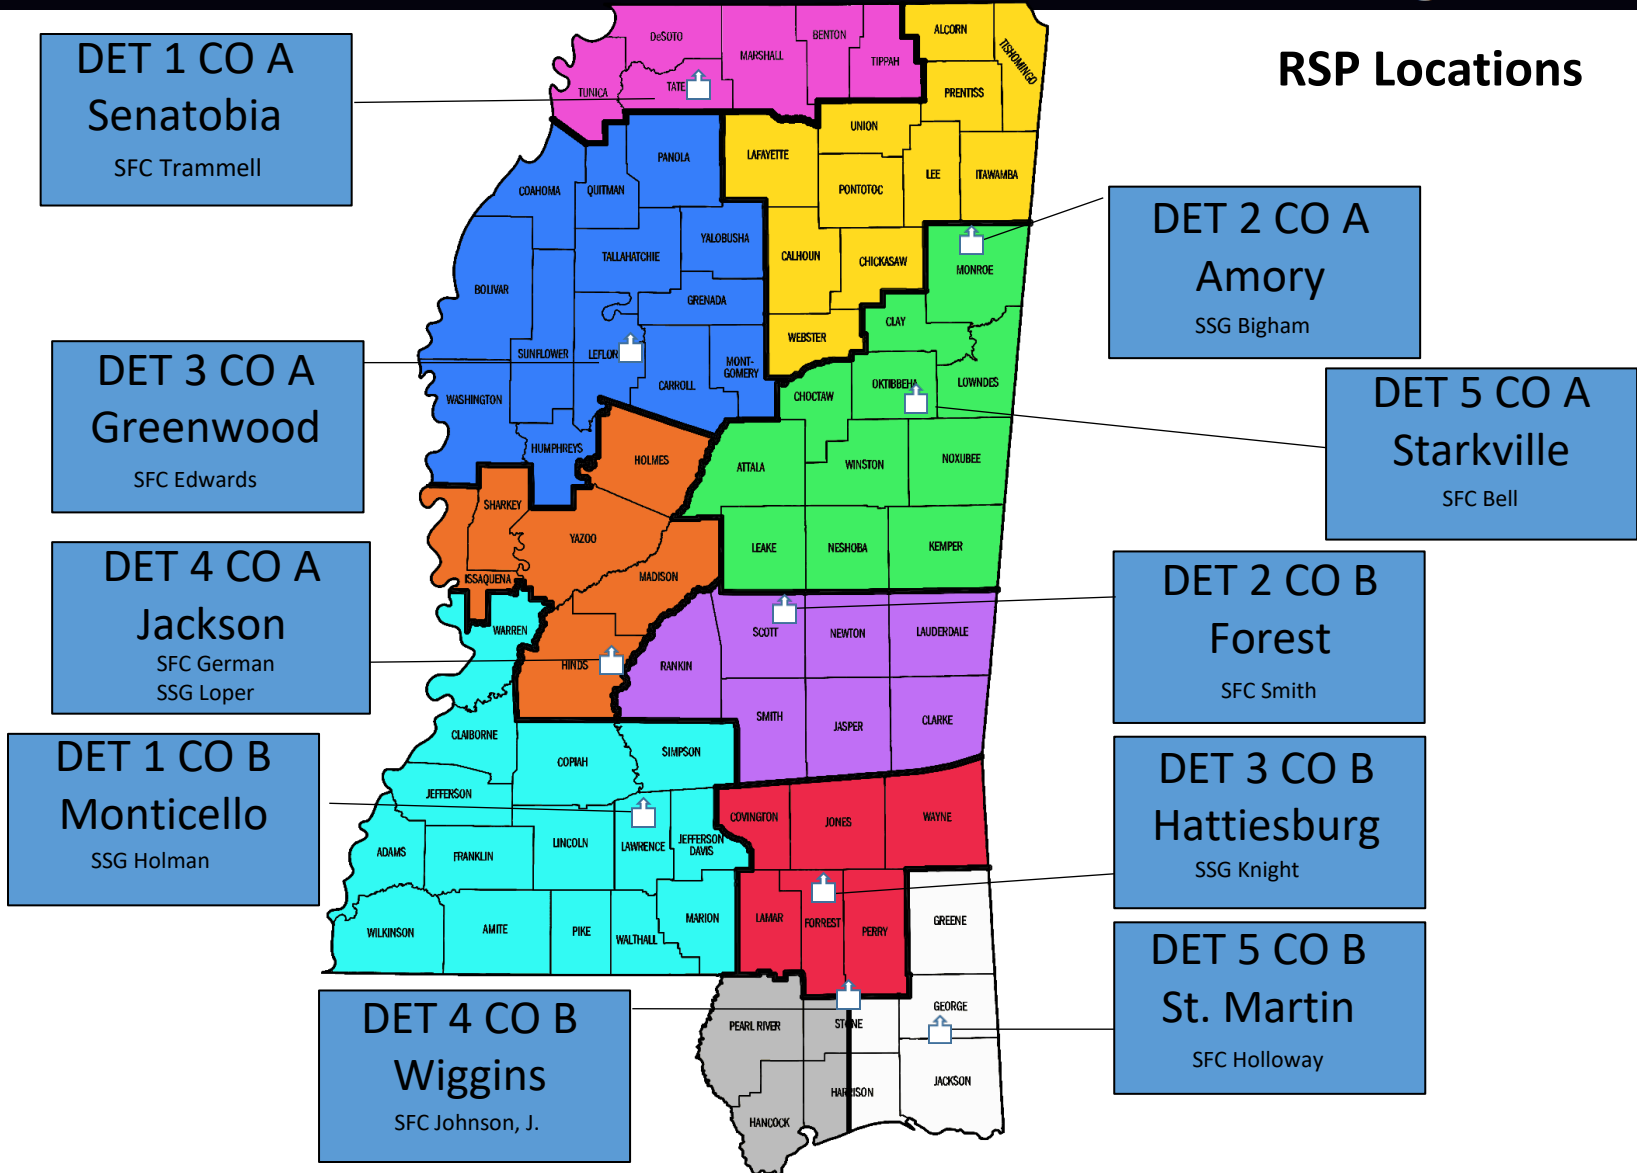 RSP Locations
DET 1 CO A
Senatobia
SFC Trammell
DET 2 CO A
Amory
SSG Bigham
DET 3 CO A
Greenwood
SFC Edwards
DET 5 CO A
Starkville
SFC Bell
DET 4 CO A
Jackson
SFC German
SSG Loper
DET 2 CO B
Forest
SFC Smith
DET 1 CO B
Monticello
SSG Holman
DET 3 CO B
Hattiesburg
SSG Knight
DET 4 CO B
Wiggins
SFC Johnson, J.
DET 5 CO B
St. Martin
SFC Holloway
DeSOTO
MARSHALL
BENTON
TIPPAH
ALCORN
TISHOMINGO
TUNICA
TATE
PRENTISS
UNION
PANOLA
LAFAYETTE
COAHOMA
QUITMAN
PONTOTOC
LEE
ITAWAMBA
YALOBUSHA
TALLAHATCHIE
CALHOUN
CHICKASAW
MONROE
BOLIVAR
GRENADA
CLAY
WEBSTER
SUNFLOWER
LEFLOR
CARROLL
MONT-
GOMERY
OKTIBBEHA
LOWNDES
CHOCTAW
WASHINGTON
HUMPHREYS
HOLMES
ATTALA
WINSTON
NOXUBEE
SHARKEY
YAZOO
LEAKE
NESHOBA
KEMPER
ISSAQUENA
MADISON
WARREN
SCOTT
NEWTON
LAUDERDALE
HINDS
RANKIN
SMITH
JASPER
CLARKE
CLAIBORNE
COPIAH
SIMPSON
JEFFERSON
COVINGTON
JONES
WAYNE
ADAMS
FRANKLIN
LINCOLN
LAWRENCE
JEFFERSON
DAVIS
WILKINSON
AMITE
PIKE
WALTHALL
MARION
LAMAR
FORREST
PERRY
GREENE
PEARL RIVER
STONE
GEORGE
HANCOCK
HARRISON
JACKSON